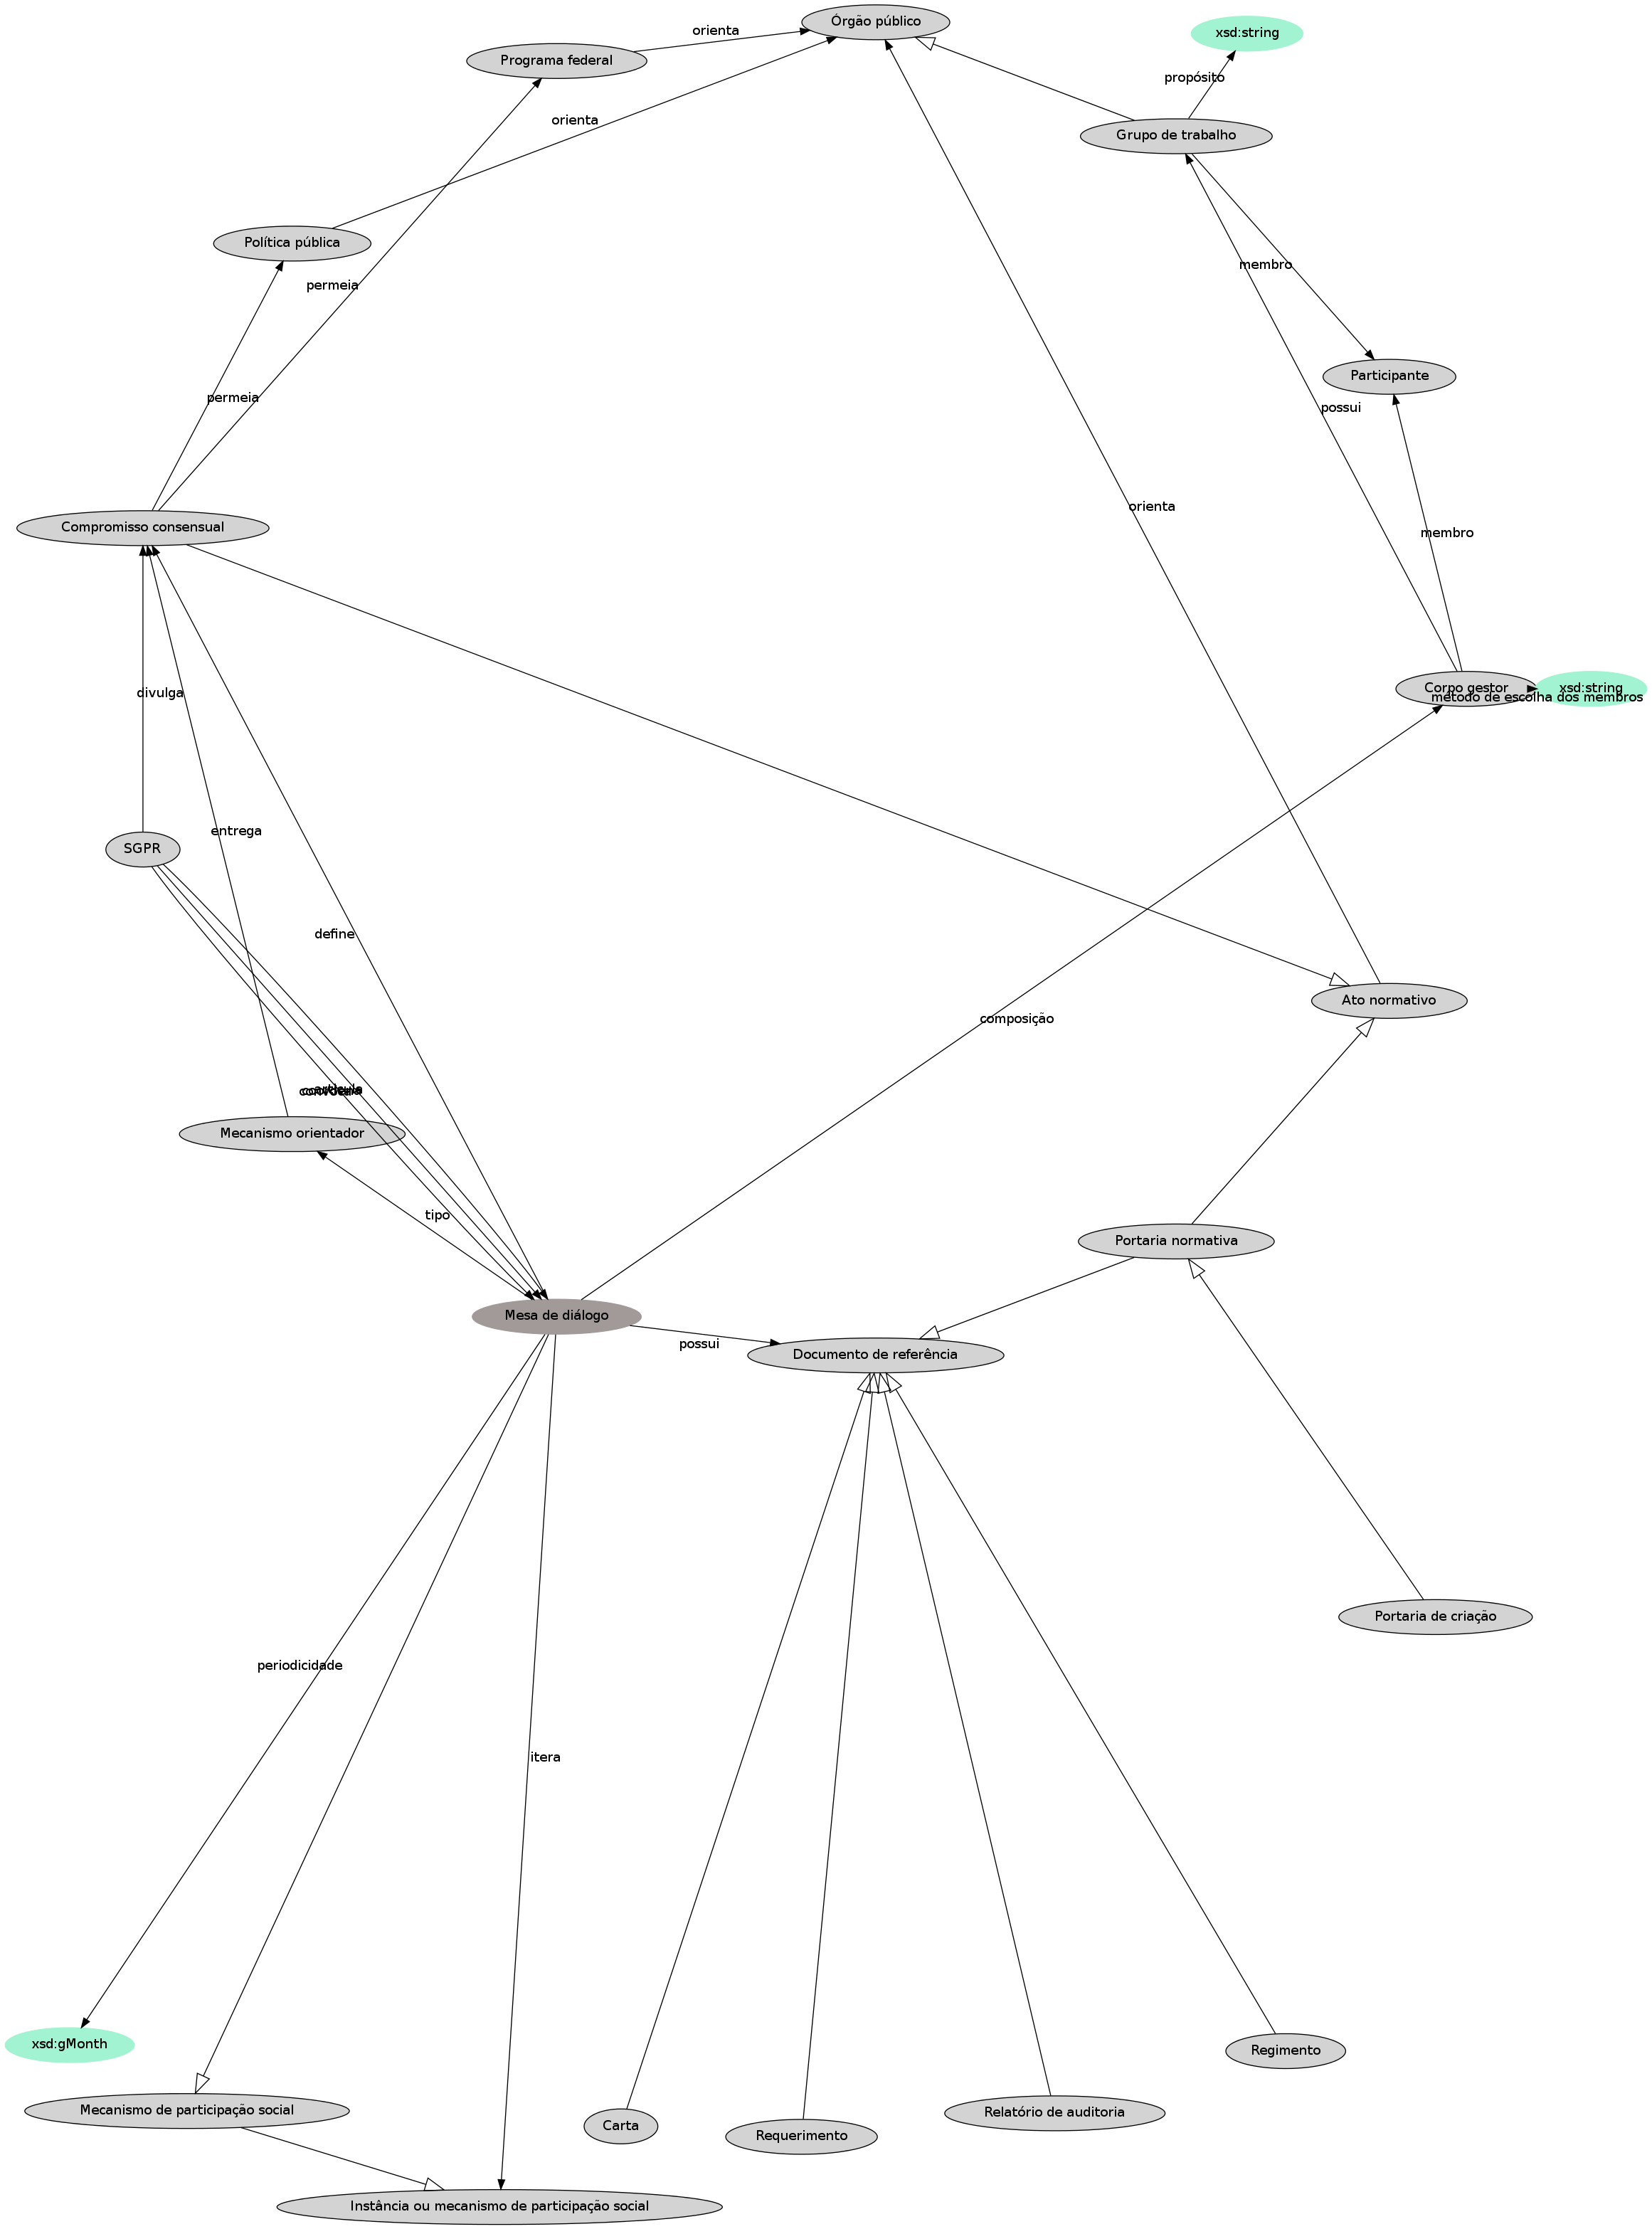 Órgão público
xsd:string
orienta
Programa federal
propósito
orienta
Grupo de trabalho
Política pública
membro
permeia
Participante
permeia
possui
orienta
Compromisso consensual
membro
Corpo gestor
xsd:string
divulga
método de escolha dos membros
entrega
SGPR
define
Ato normativo
composição
Mecanismo orientador
tipo
Portaria normativa
Mesa de diálogo
possui
Documento de referência
Portaria de criação
periodicidade
itera
xsd:gMonth
Regimento
Mecanismo de participação social
Relatório de auditoria
Carta
Requerimento
Instância ou mecanismo de participação social